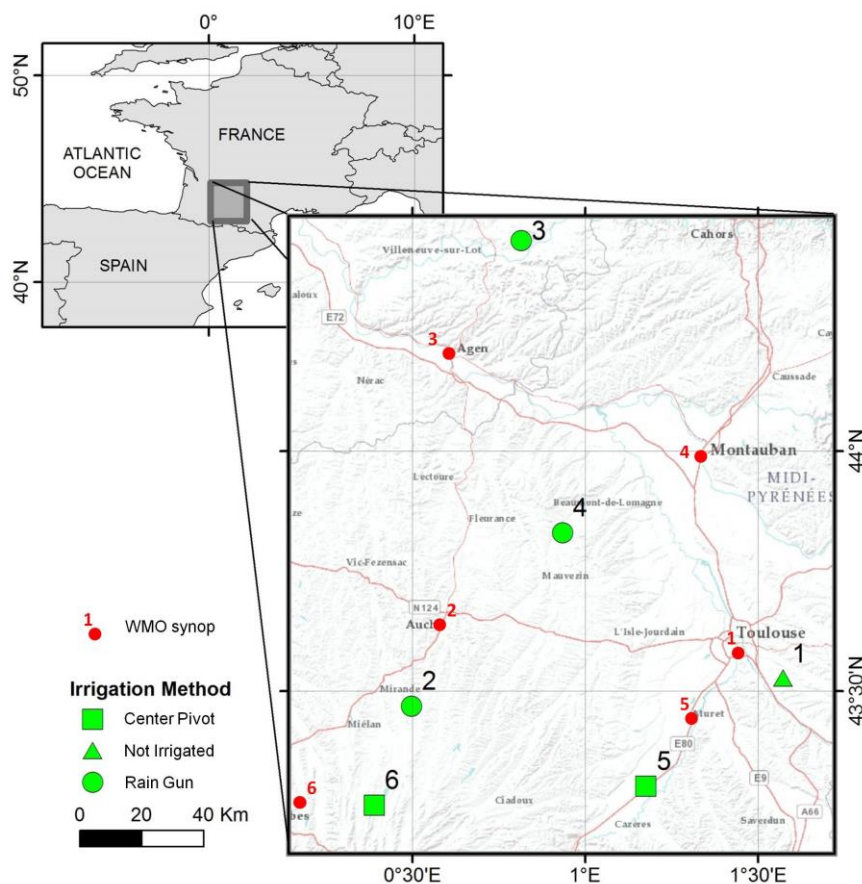 0°
10°E
50°N
FRANCE
ATLANTIC
OCEAN
SPAIN
40°N
3
Villeneuve-sur-Lot
Cahors
aloux
E72
3
Agen
Nérac
Caussade
44°N
4
Montauban
MIDI-
PYRÉNÉES
Lectoure
4
Beaumont-de-Lomagne
Fleurance
ze
Vic-Fezensac
Mauvezin
N124
2
Auch
L'Isle-Jourdain
Toulouse
1
1
43°30'N
Mirande
2
Miélan
5
Muret
E80
5
E9
6
6
bes
Ciadoux
Cazères
Saverdun
A66
0°30'E
1°E
1°30'E
1
WMO synop
Irrigation Method
Center Pivot
Not Irrigated
Rain Gun
0 20 40 Km